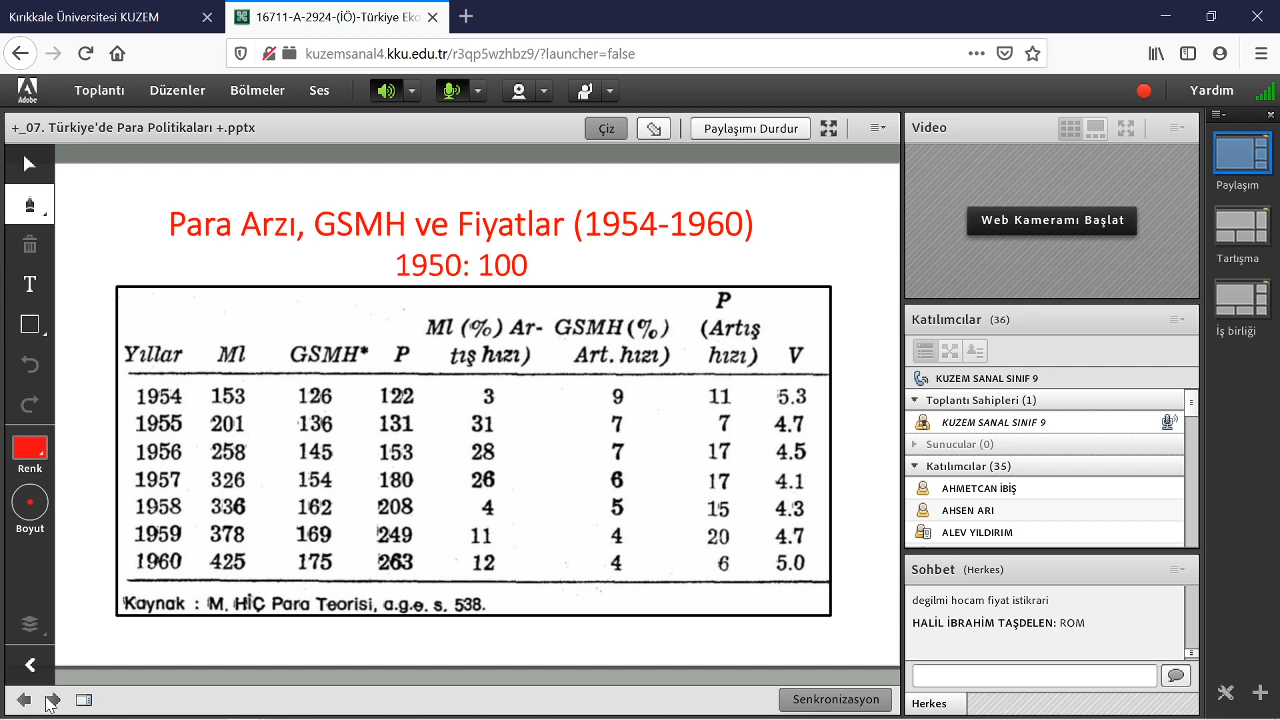 Kırıkkale Üniversitesi KUZEM
16711-A-2924-(İÖ)-Türkiye Eko
kuzemsanal4.kku.edu.tr/r3qp5wzhbz9/?launcher=false
Adobe
Toplantı Düzenler Bölmeler Ses Yardım
+_07. Türkiye'de Para Politikaları +.pptx
Çiz
Paylaşımı Durdur
Para Arzı, GSMH ve Fiyatlar (1954-1960)
1950: 100
P
Ml (%) Ar- GSMH (%) (Artış
Yıllar Ml GSMH* P tış hızı) Art. hızı) hızı) V
1954 153 126 122 3 9 11 5.3
1955 201 136 131 31 7 7 4.7
1956 258 145 153 28 7 17 4.5
1957 326 154 180 26 6 17 4.1
1958 336 162 208 4 5 15 4.3
1959 378 169 249 11 4 20 4.7
1960 425 175 263 12 4 6 5.0
Kaynak : M. HİÇ Para Teorisi, a.g.e. s. 538.
T
Renk
Boyut
Senkronizasyon
Video
Web Kameramı Başlat
Katılımcılar (36)
KUZEM SANAL SINIF 9
Toplantı Sahipleri (1)
KUZEM SANAL SINIF 9
Sunucular (0)
Katılımcılar (35)
AHMETCAN İBİŞ
AHSEN ARI
ALEV YILDIRIM
Sohbet (Herkes)
degilmi hocam fiyat istikrari
HALİL İBRAHİM TAŞDELEN: ROM
Herkes
Paylaşım
Tartışma
İş birliği